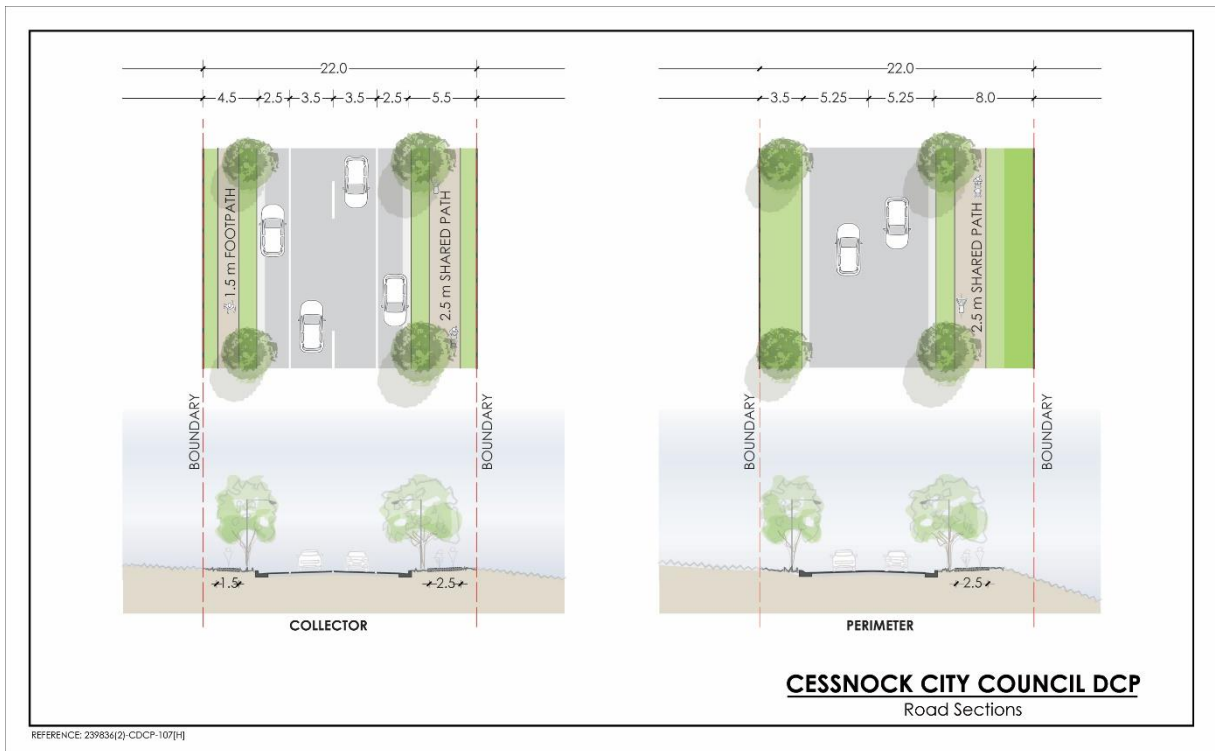 22.0
4.5 2.5 3.5 3.5 2.5 5.5
1.5 m FOOTPATH
2.5 m SHARED PATH
BOUNDARY
BOUNDARY
1.5
2.5
COLLECTOR
22.0
3.5 5.25 5.25 8.0
2.5 m SHARED PATH
BOUNDARY
BOUNDARY
2.5
PERIMETER
CESSNOCK CITY COUNCIL DCP
Road Sections
REFERENCE: 239836(2)-CDCP-107[H]